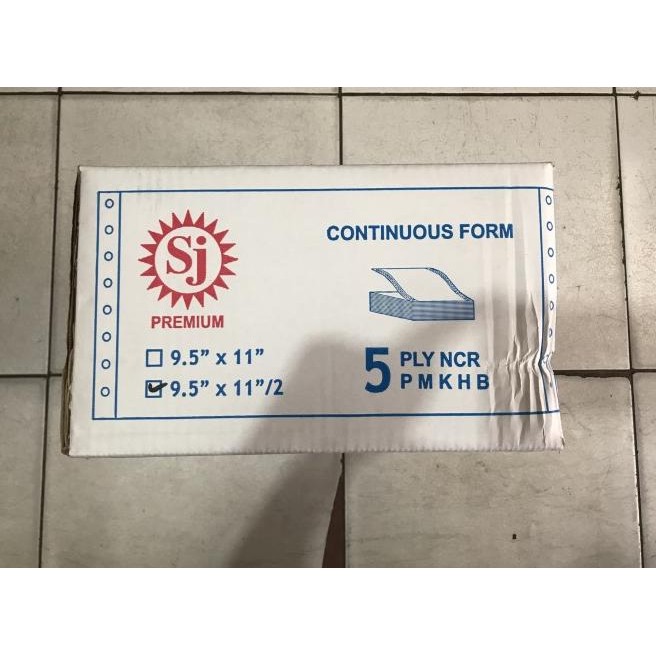 Sj
PREMIUM
CONTINUOUS FORM
9.5” x 11”
9.5” x 11”/2
5 PLY NCR
P M K H B